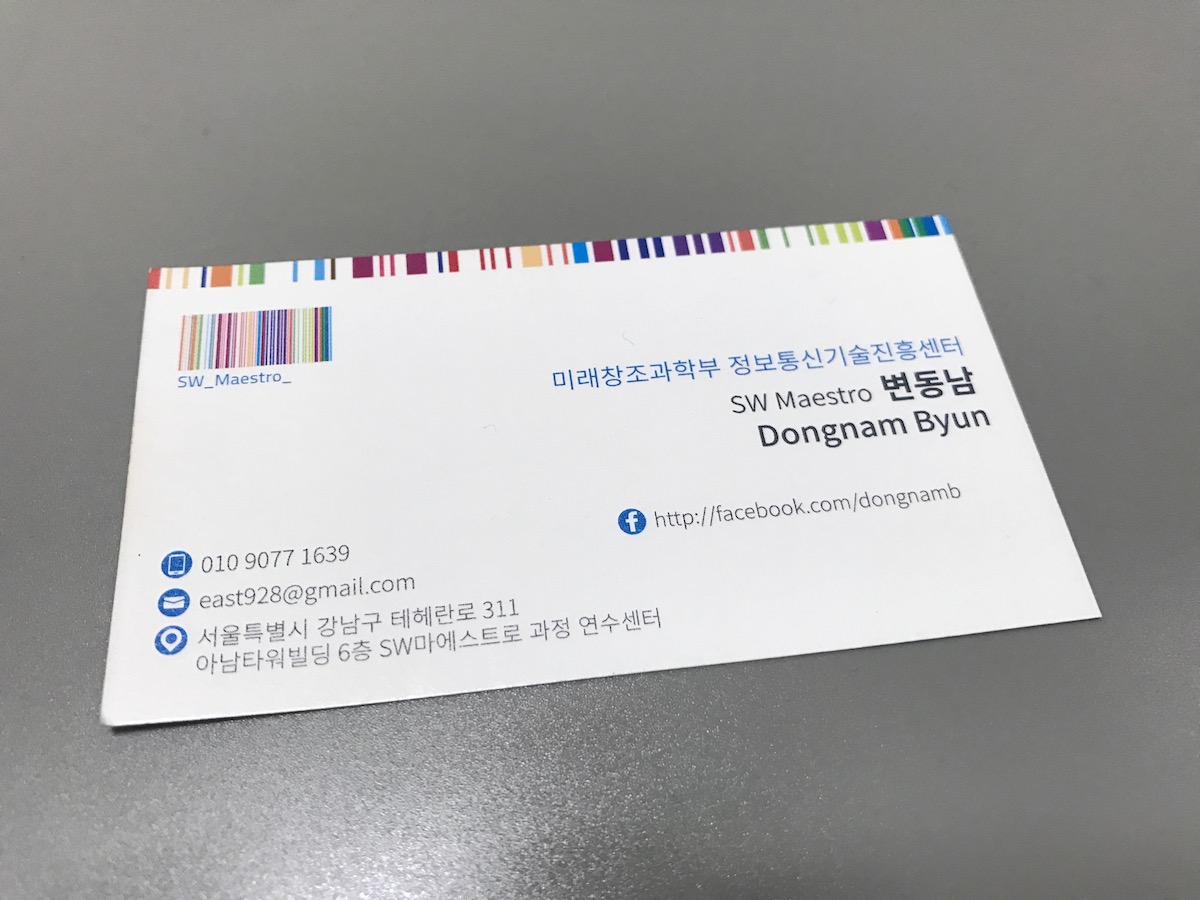 SW_Maestro_
미래창조과학부 정보통신기술진흥센터
SW Maestro 변동남
Dongnam Byun
http://facebook.com/dongnamb
010 9077 1639
east928@gmail.com
서울특별시 강남구 테헤란로 311
아남타워빌딩 6층 SW마에스트로 과정 연수센터